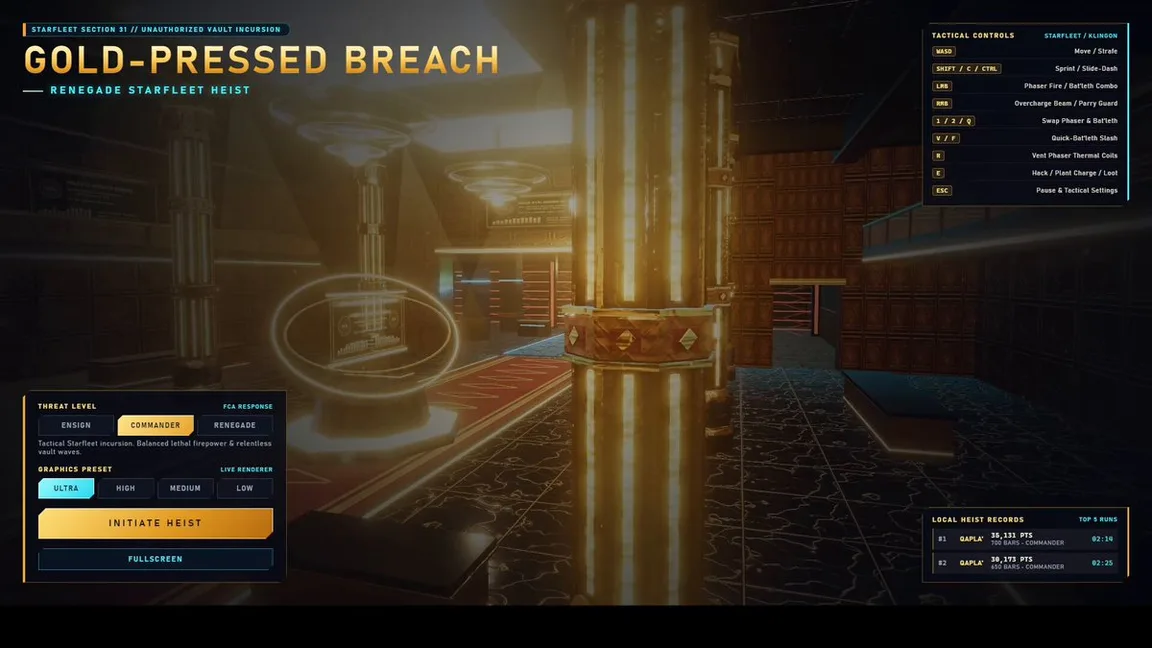 STARFLEET SECTION 31 // UNAUTHORIZED VAULT INCURSION
GOLD-PRESSED BREACH
RENEGADE STARFLEET HEIST
TACTICAL CONTROLS STARFLEET / KLINGON
WASD Move / Strafe
SHIFT / C / CTRL Sprint / Slide-Dash
LMB Phaser Fire / Bat'leth Combo
RMB Overcharge Beam / Parry Guard
1 / 2 / Q Swap Phaser & Bat'leth
V / F Quick-Bat'leth Slash
R Vent Phaser Thermal Coils
E Hack / Plant Charge / Loot
ESC Pause & Tactical Settings
THREAT LEVEL FCA RESPONSE
ENSIGN COMMANDER RENEGADE
Tactical Starfleet incursion. Balanced lethal firepower & relentless
vault waves.
GRAPHICS PRESET LIVE RENDERER
ULTRA HIGH MEDIUM LOW
INITIATE HEIST
FULLSCREEN
LOCAL HEIST RECORDS TOP 5 RUNS
#1 QAPLA' 35,131 PTS 02:14
700 BARS - COMMANDER
#2 QAPLA' 30,173 PTS 02:25
650 BARS - COMMANDER